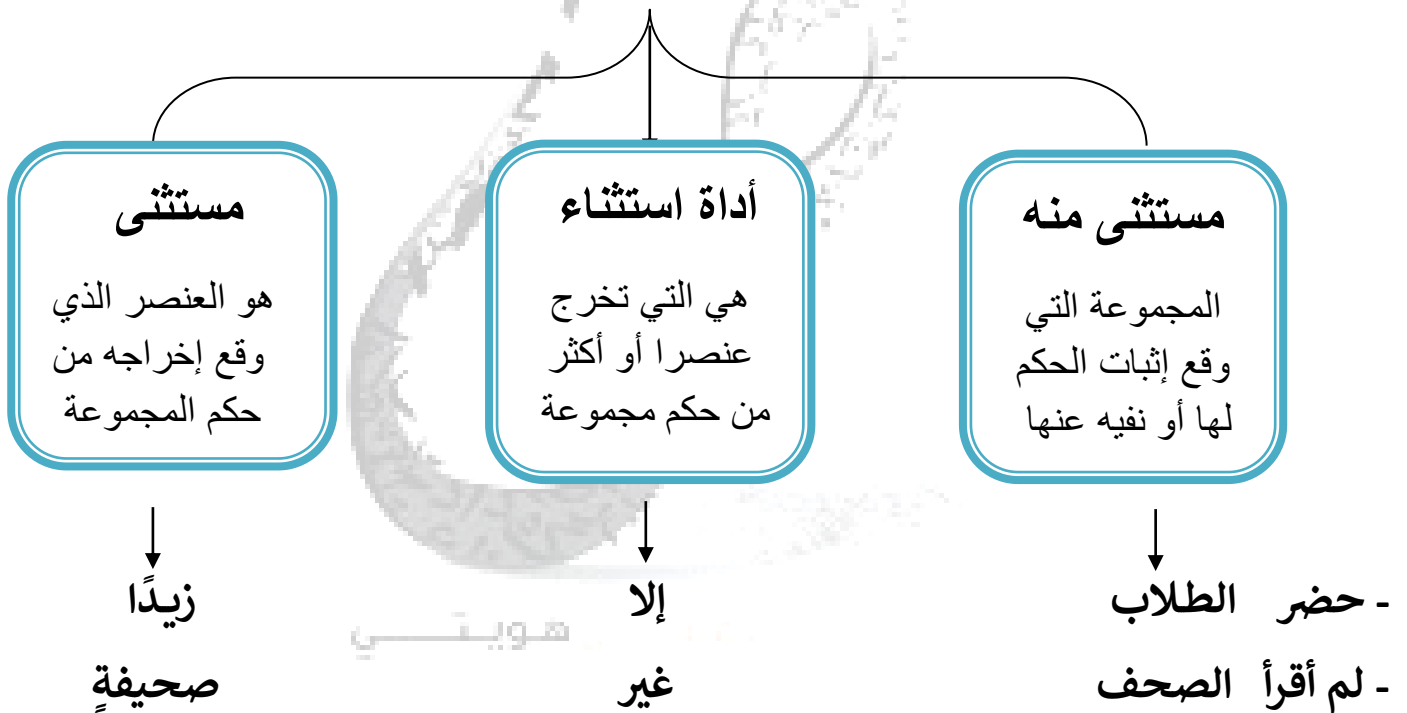 مستثنى منه
المجموعة التي
وقع إثبات الحكم
لها أو نفيه عنها
أداة استثناء
هي التي تخرج
عنصرا أو أكثر
من حكم مجموعة
مستثنى
هو العنصر الذي
وقع إخراجه من
حكم المجموعة
- حضر الطلاب إلا زيدًا
- لم أقرأ الصحف غير صحيفةٍ
هويتي